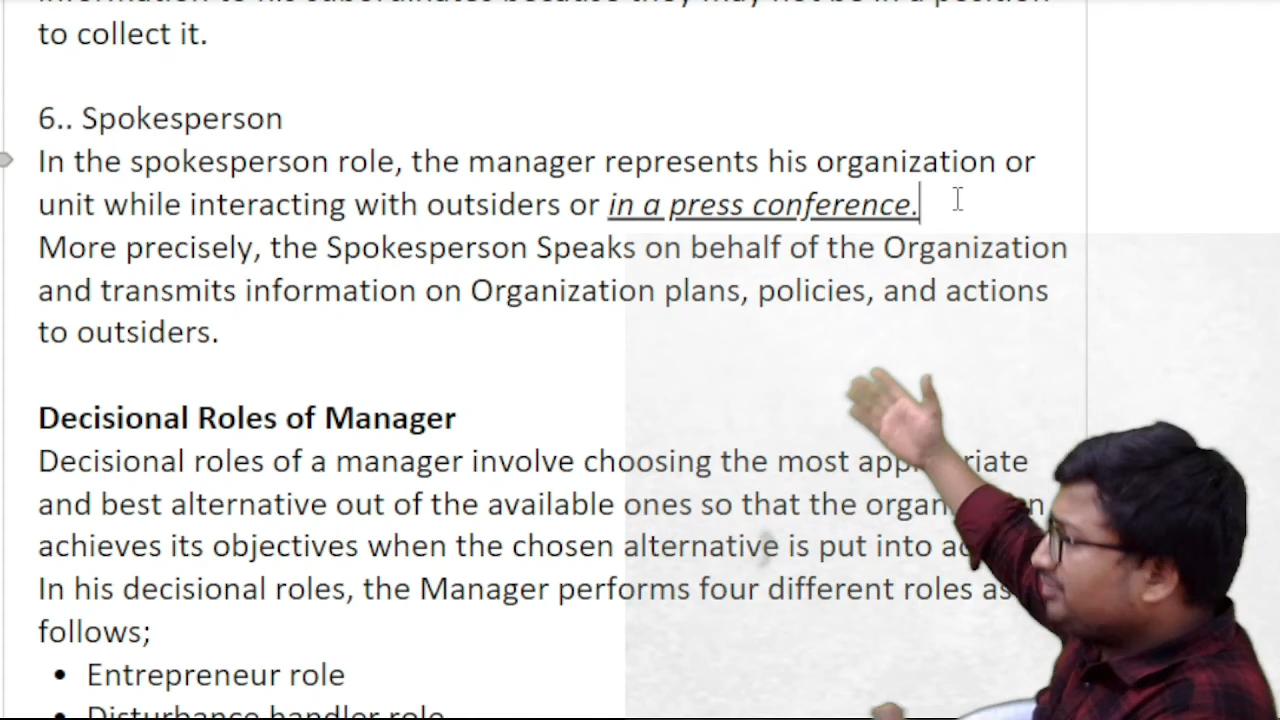 to collect it.
6.. Spokesperson
In the spokesperson role, the manager represents his organization or
unit while interacting with outsiders or in a press conference.
More precisely, the Spokesperson Speaks on behalf of the Organization
and transmits information on Organization plans, policies, and actions
to outsiders.
Decisional Roles of Manager
Decisional roles of a manager involve choosing the most
and best alternative out of the available ones so that the
achieves its objectives when the chosen alternative is put into
In his decisional roles, the Manager performs four different roles as
follows;
• Entrepreneur role
• Disturbance handler role